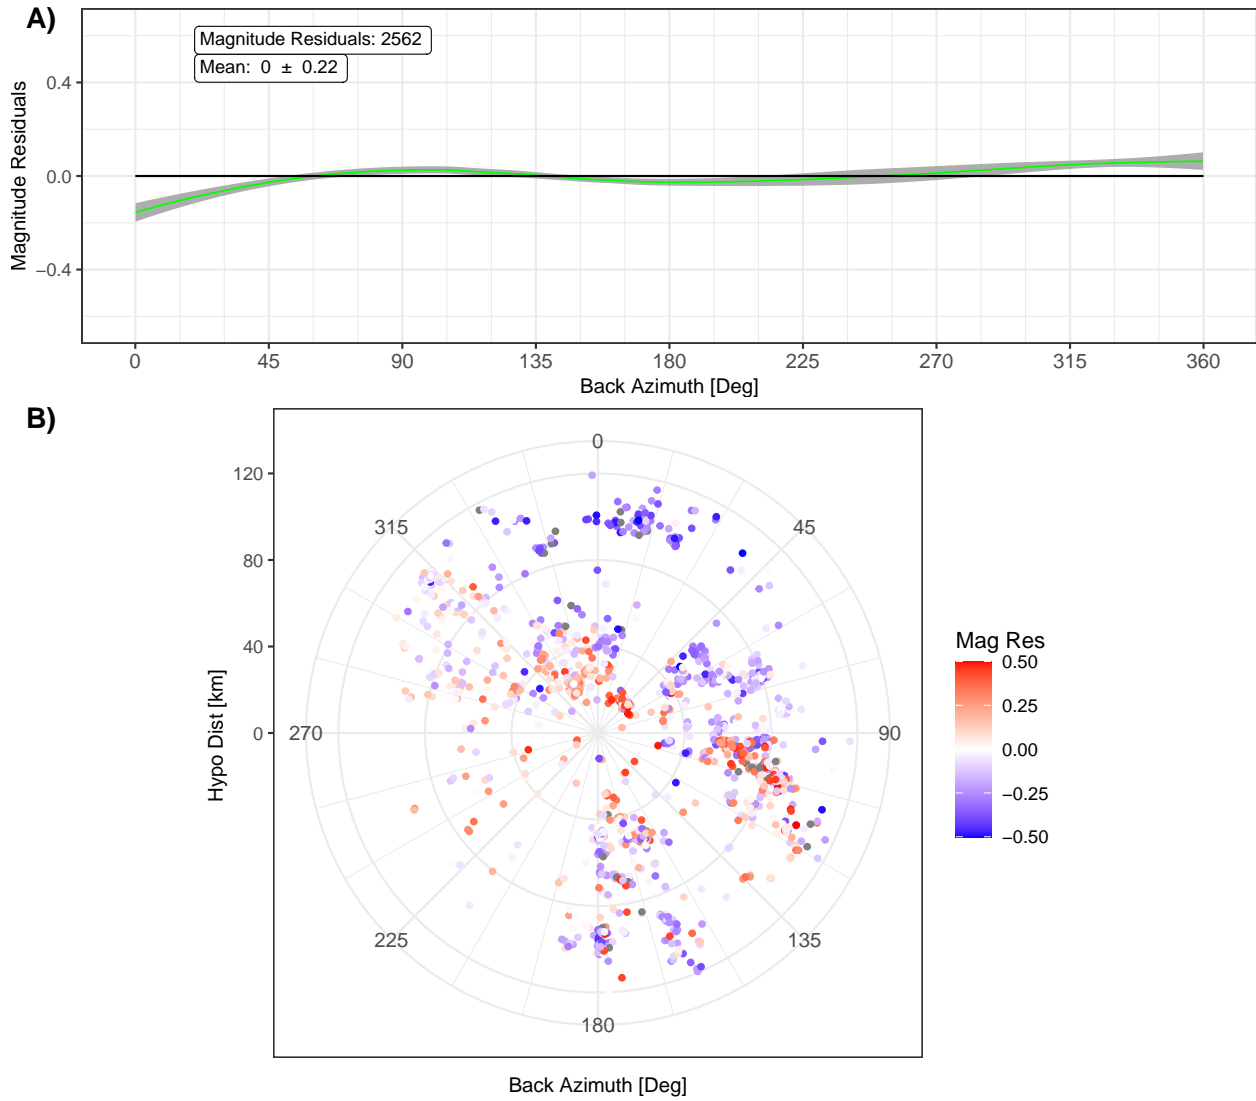 A)
Magnitude Residuals: 2562
Mean: 0 ± 0.22
Magnitude Residuals
0.4
0.0
−0.4
0 45 90 135 180 225 270 315 360
Back Azimuth [Deg]
B)
Hypo Dist [km]
120
80
40
0
0
45
90
135
180
225
270
315
Back Azimuth [Deg]
Mag Res
0.50
0.25
0.00
−0.25
−0.50